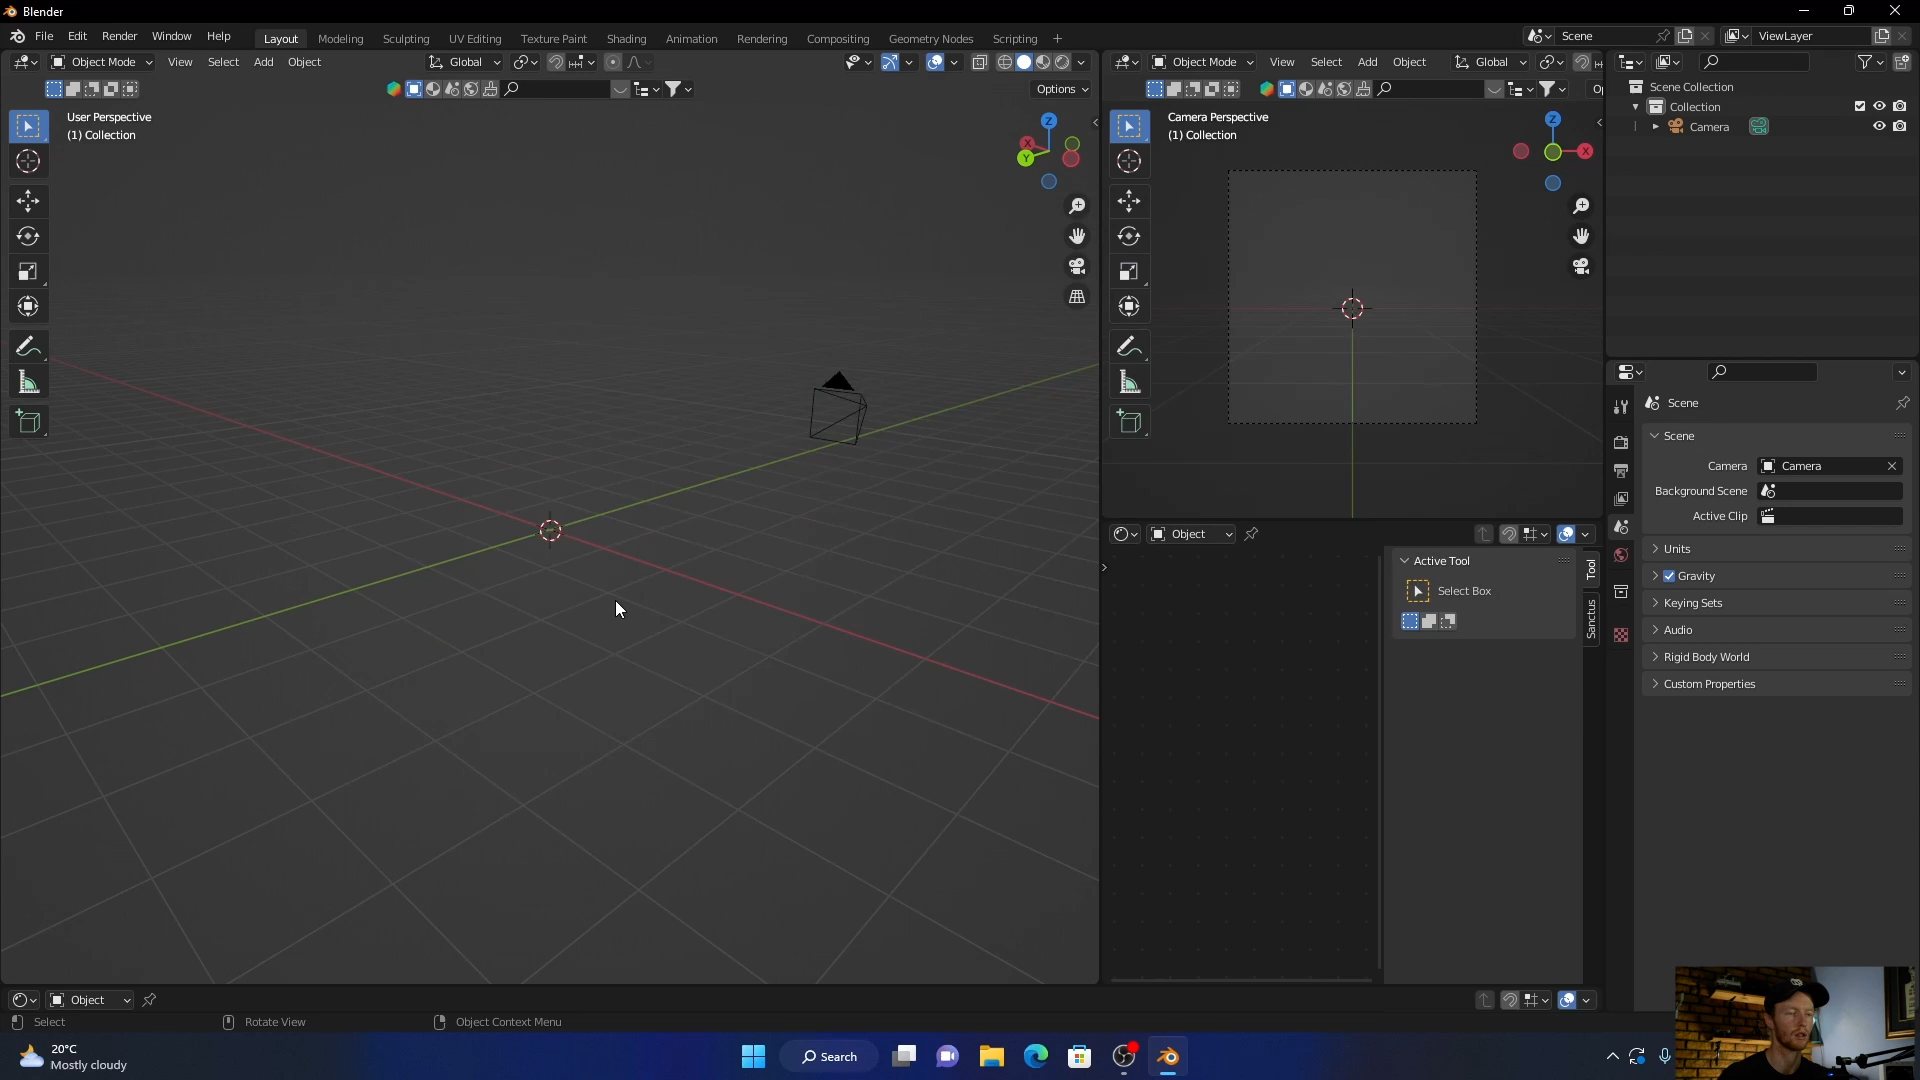 Blender
File Edit Render Window Help Layout Modeling Sculpting UV Editing Texture Paint Shading Animation Rendering Compositing Geometry Nodes Scripting + Scene ViewLayer
Object Mode View Select Add Object Global
Options
User Perspective
(1) Collection
Z
X
Y
Object Mode View Select Add Object Global
Camera Perspective
(1) Collection
Z
X
Scene Collection
Collection
Camera
Scene
Scene
Camera Camera
Background Scene
Active Clip
Units
Gravity
Keying Sets
Audio
Rigid Body World
Custom Properties
Object
Active Tool
Select Box
Tool
Sanctus
Object
Select Rotate View Object Context Menu
20°C
Mostly cloudy
Search